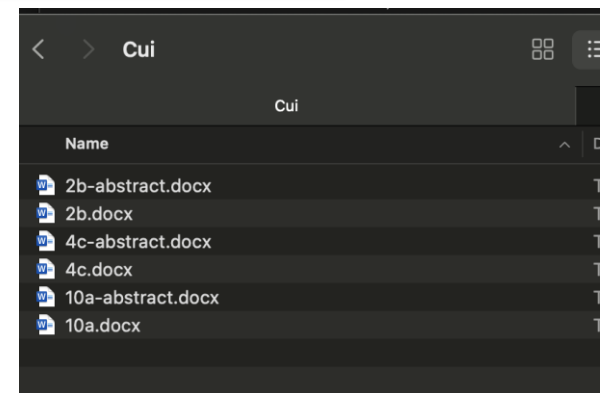 Cui
Cui
Name
2b-abstract.docx
2b.docx
4c-abstract.docx
4c.docx
10a-abstract.docx
10a.docx